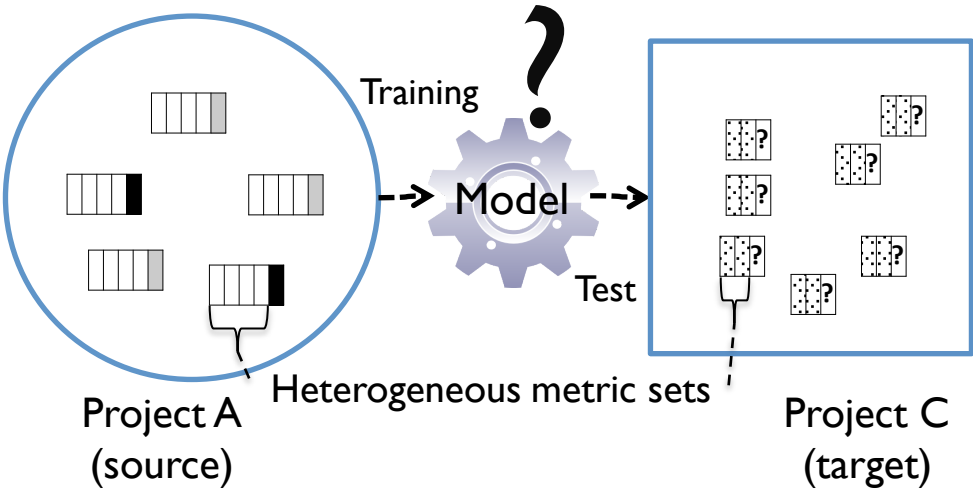 ?
Training
Model
Test
?
?
?
?
?
?
?
Heterogeneous metric sets
Project A
(source)
Project C
(target)